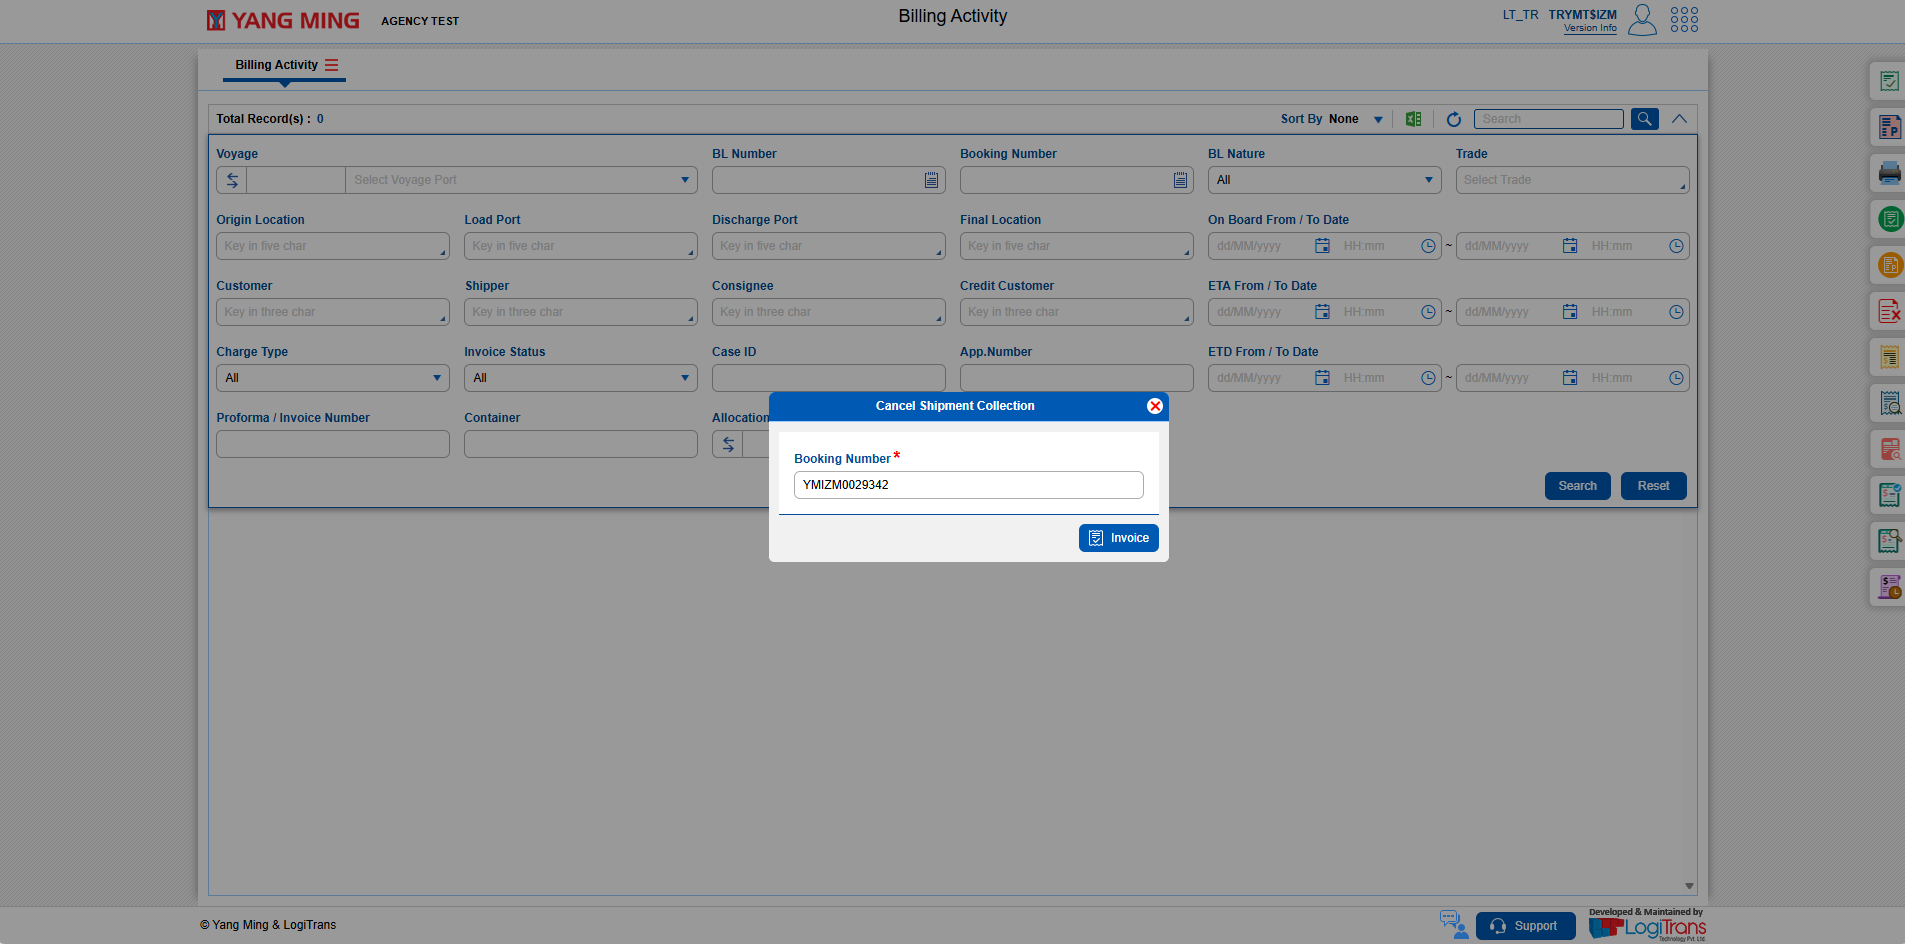 YANG MING AGENCY TEST
Billing Activity
LT_TR TRYMT$IZM
Version Info
Billing Activity
Total Record(s) : 0
Sort By None
Search
Voyage BL Number Booking Number BL Nature Trade
Select Voyage Port All Select Trade
Origin Location Load Port Discharge Port Final Location On Board From / To Date
Key in five char Key in five char Key in five char Key in five char dd/MM/yyyy HH:mm ~ dd/MM/yyyy HH:mm
Customer Shipper Consignee Credit Customer ETA From / To Date
Key in three char Key in three char Key in three char Key in three char dd/MM/yyyy HH:mm ~ dd/MM/yyyy HH:mm
Charge Type Invoice Status Case ID App.Number ETD From / To Date
All All dd/MM/yyyy HH:mm ~ dd/MM/yyyy HH:mm
Proforma / Invoice Number Container Allocation
Cancel Shipment Collection
Booking Number*
YMIZM0029342
Invoice
Search Reset
© Yang Ming & LogiTrans
Support
Developed & Maintained by
LogiTrans
Technology Pvt. Ltd.